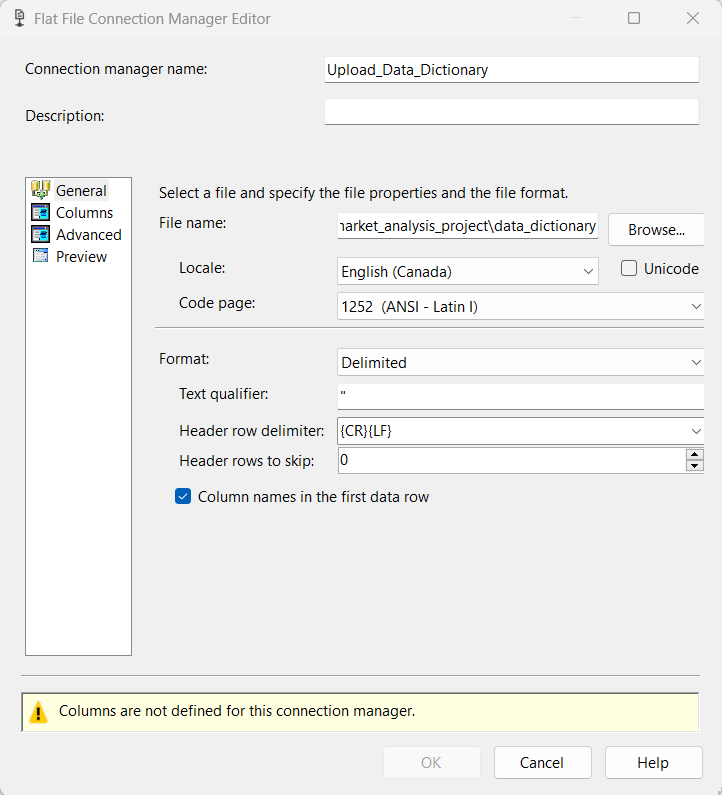 Flat File Connection Manager Editor
Connection manager name: Upload_Data_Dictionary
Description:
General
Columns
Advanced
Preview
Select a file and specify the file properties and the file format.
File name: market_analysis_project\data_dictionary Browse...
Locale: English (Canada) Unicode
Code page: 1252 (ANSI - Latin I)
Format: Delimited
Text qualifier: "
Header row delimiter: {CR}{LF}
Header rows to skip: 0
Column names in the first data row
Columns are not defined for this connection manager.
OK Cancel Help